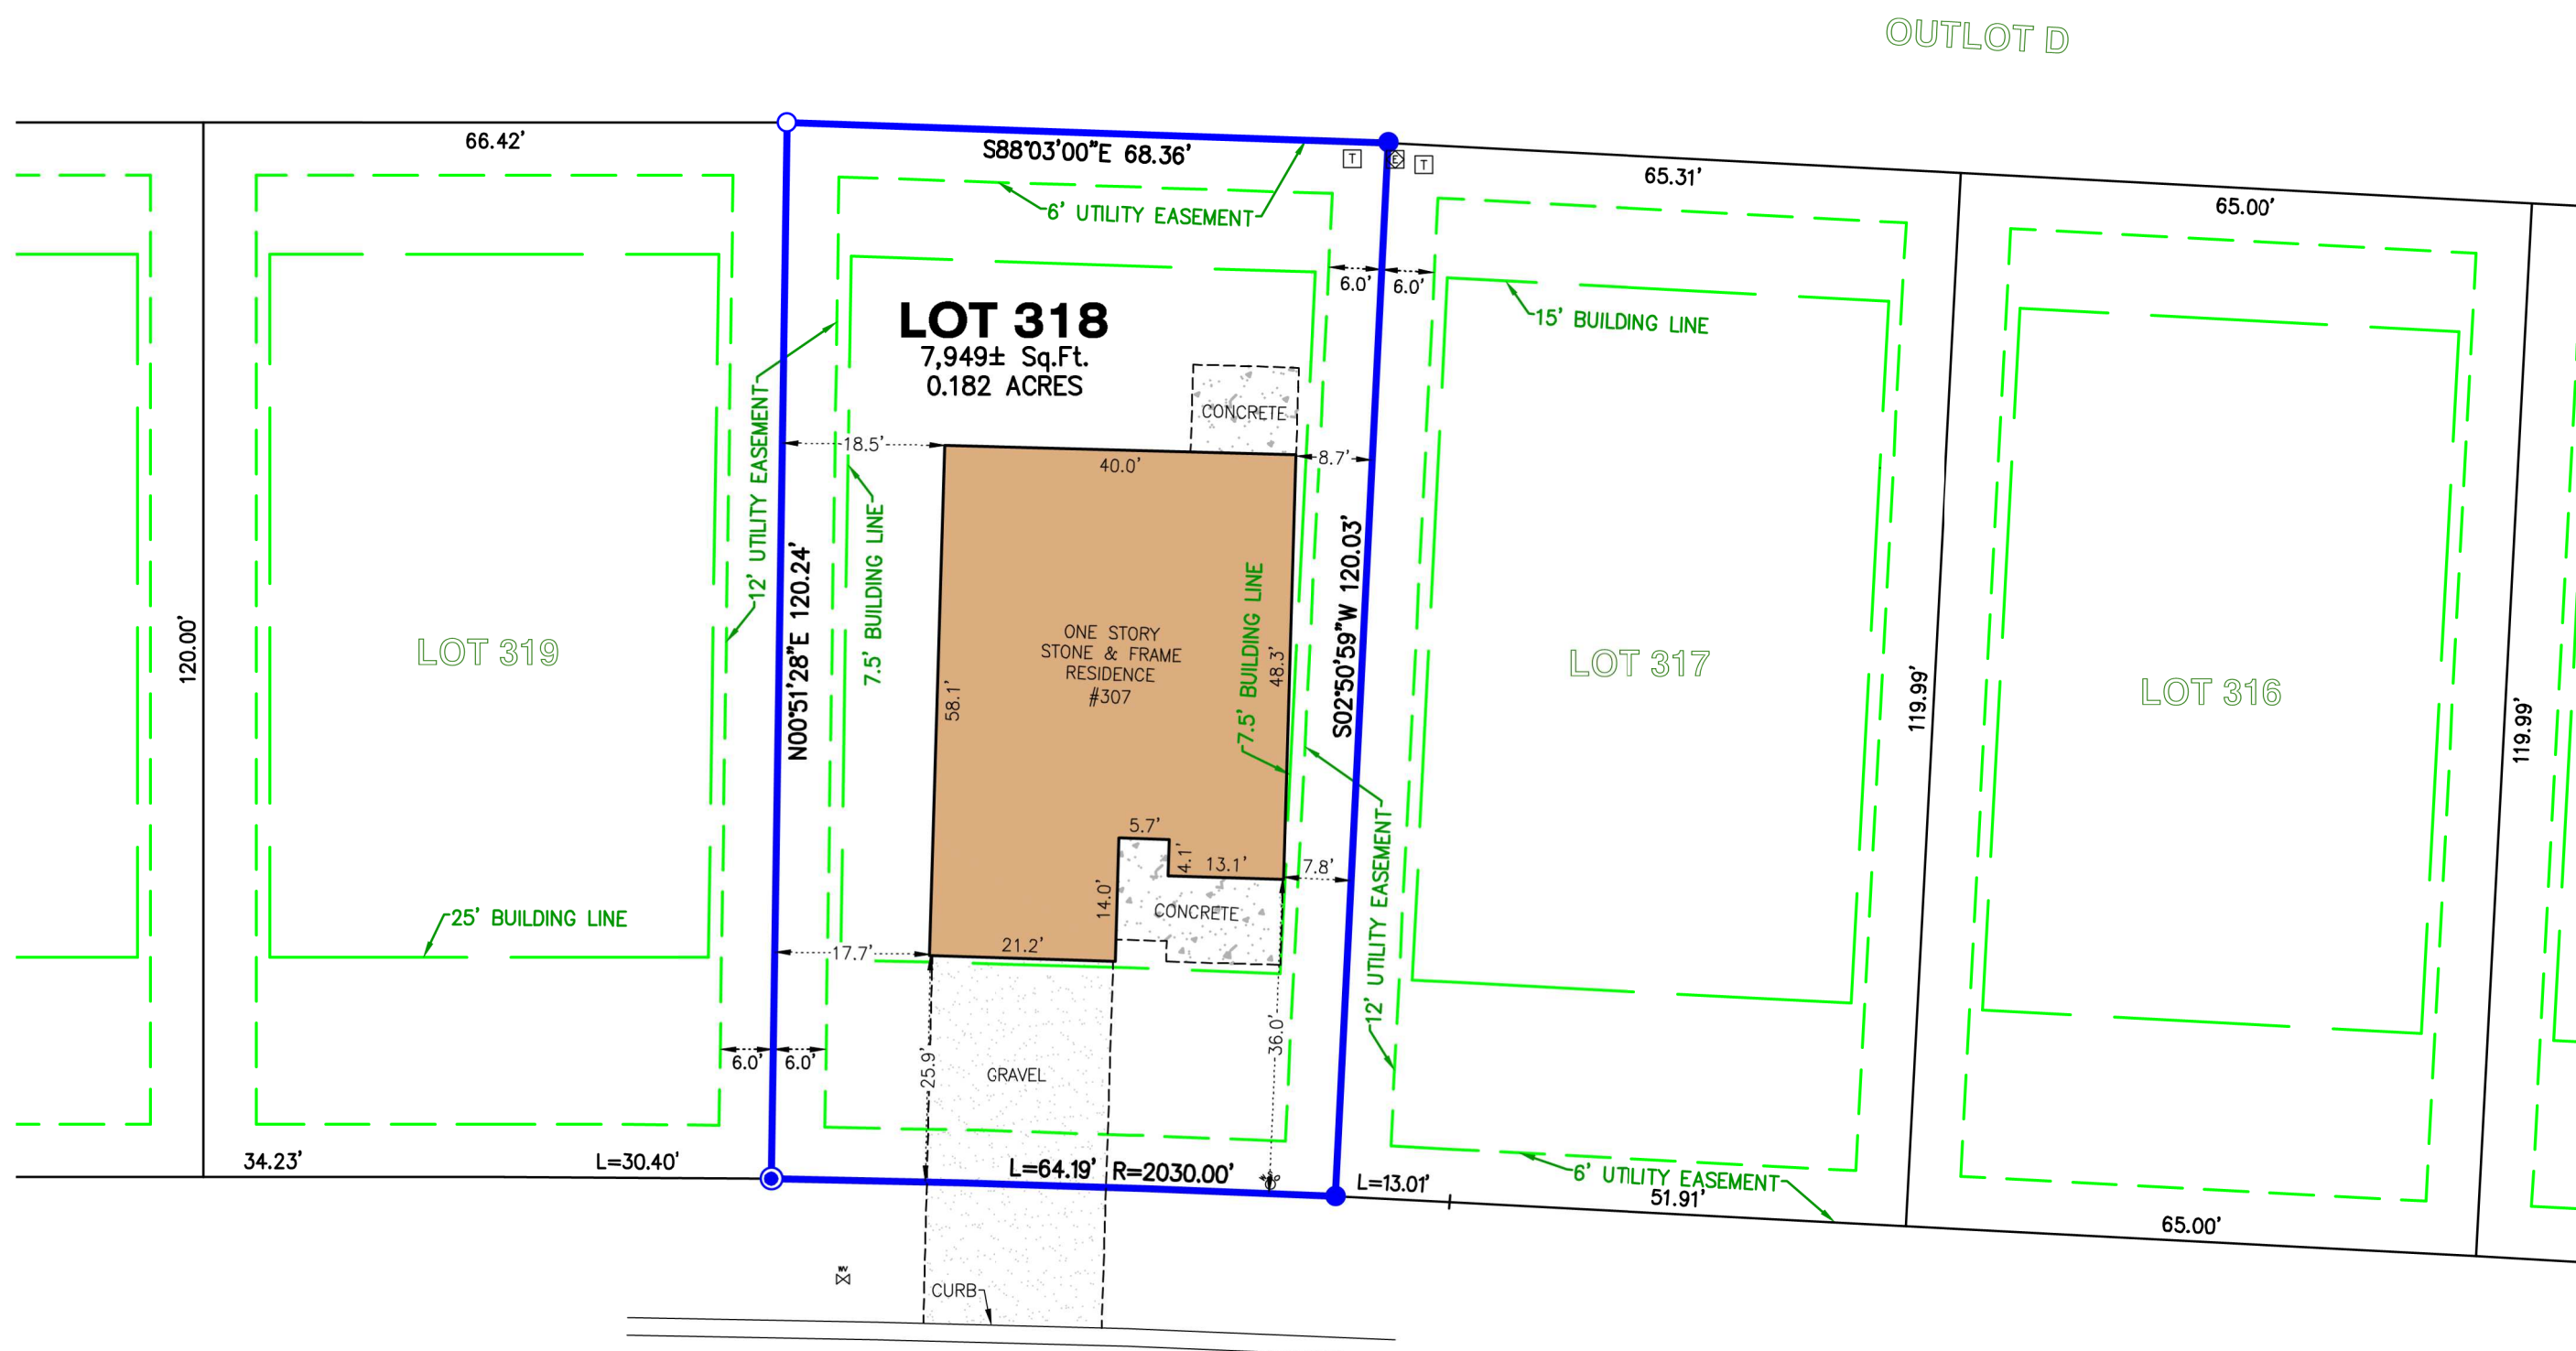 OUTLOT D
66.42'
S88°03'00"E 68.36'
T
E
T
65.31'
65.00'
6' UTILITY EASEMENT
6.0'
6.0'
LOT 318
7,949± Sq.Ft.
0.182 ACRES
15' BUILDING LINE
CONCRETE
18.5'
40.0'
8.7'
12' UTILITY EASEMENT
7.5' BUILDING LINE
N00°51'28"E 120.24'
S02°50'59"W 120.03'
7.5' BUILDING LINE
120.00'
LOT 319
ONE STORY
STONE & FRAME
RESIDENCE
#307
58.1'
48.3'
LOT 317
119.99'
LOT 316
119.99'
5.7'
4.1'
13.1'
7.8'
14.0'
CONCRETE
12' UTILITY EASEMENT
25' BUILDING LINE
17.7'
21.2'
6.0'
6.0'
25.9'
GRAVEL
36.0'
34.23'
L=30.40'
L=64.19' R=2030.00'
L=13.01'
51.91'
6' UTILITY EASEMENT
65.00'
WV
CURB